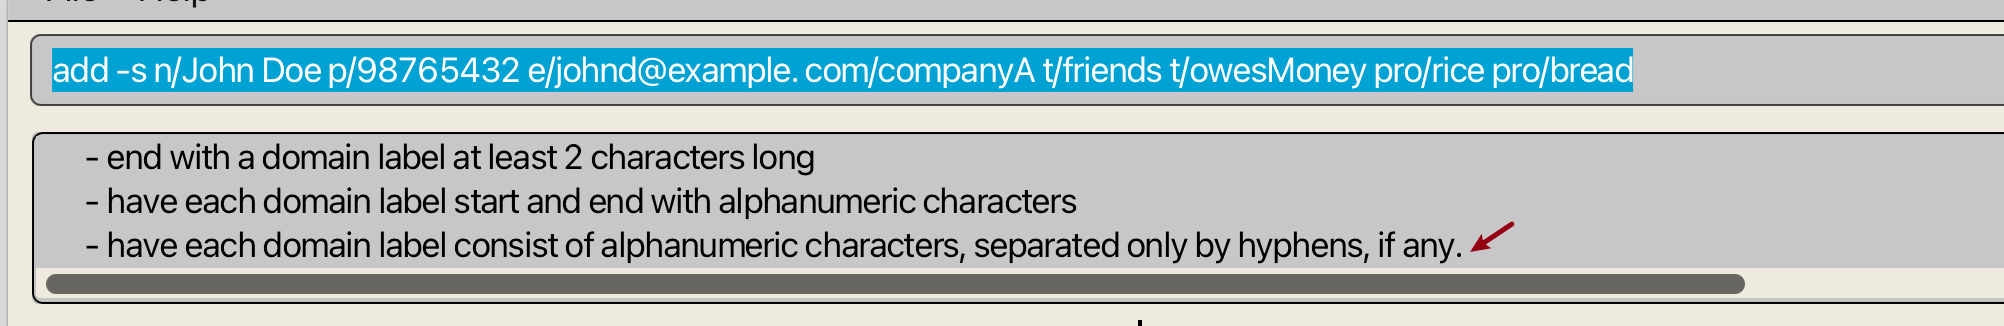 add -s n/John Doe p/98765432 e/johnd@example. com/companyA t/friends t/owesMoney pro/rice pro/bread
- end with a domain label at least 2 characters long
- have each domain label start and end with alphanumeric characters
- have each domain label consist of alphanumeric characters, separated only by hyphens, if any.